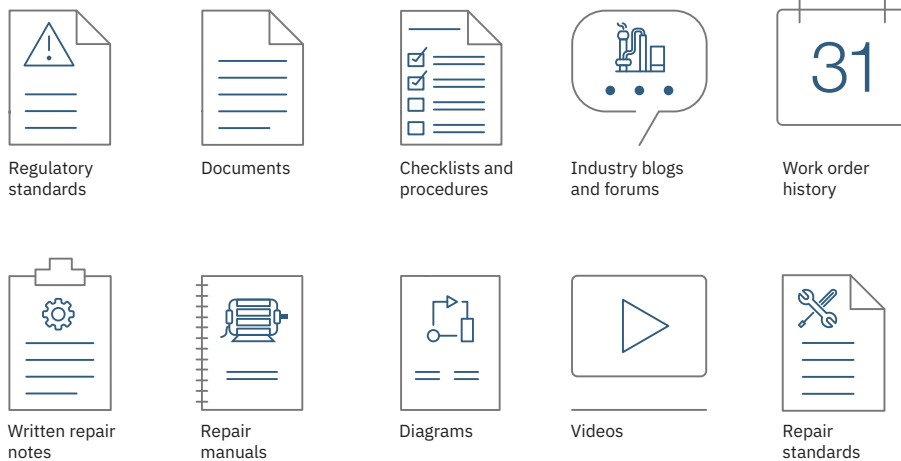 31
Regulatory
standards
Documents
Checklists and
procedures
Industry blogs
and forums
Work order
history
Written repair
notes
Repair
manuals
Diagrams
Videos
Repair
standards